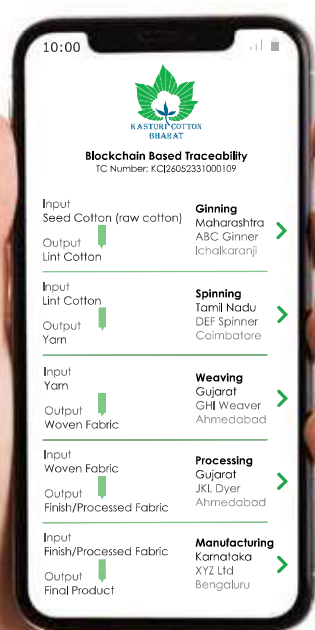 10:00
KASTURI COTTON
BHARAT
Blockchain Based Traceability
TC Number: KCI26052331000109
Input
Seed Cotton (raw cotton)
Output
Lint Cotton
Ginning
Maharashtra
ABC Ginner
Ichalkaranji
Input
Lint Cotton
Output
Yarn
Spinning
Tamil Nadu
DEF Spinner
Coimbatore
Input
Yarn
Output
Woven Fabric
Weaving
Gujarat
GHI Weaver
Ahmedabad
Input
Woven Fabric
Output
Finish/Processed Fabric
Processing
Gujarat
JKL Dyer
Ahmedabad
Input
Finish/Processed Fabric
Output
Final Product
Manufacturing
Karnataka
XYZ Ltd
Bengaluru